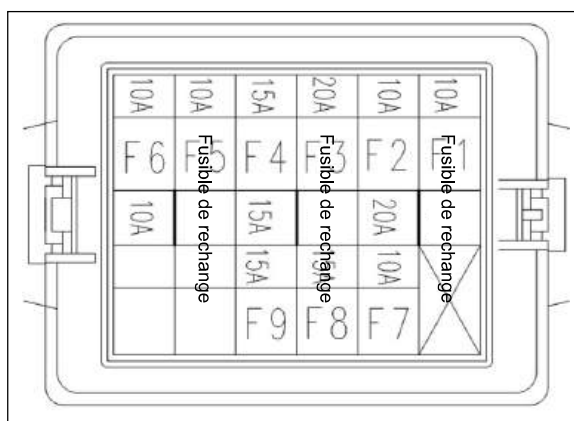 10A 10A 15A 20A 10A 10A
F6 F5 F4 F3 F2 F1
Fusible de rechange
Fusible de rechange
Fusible de rechange
10A 15A 20A
15A 15A 10A
F9 F8 F7